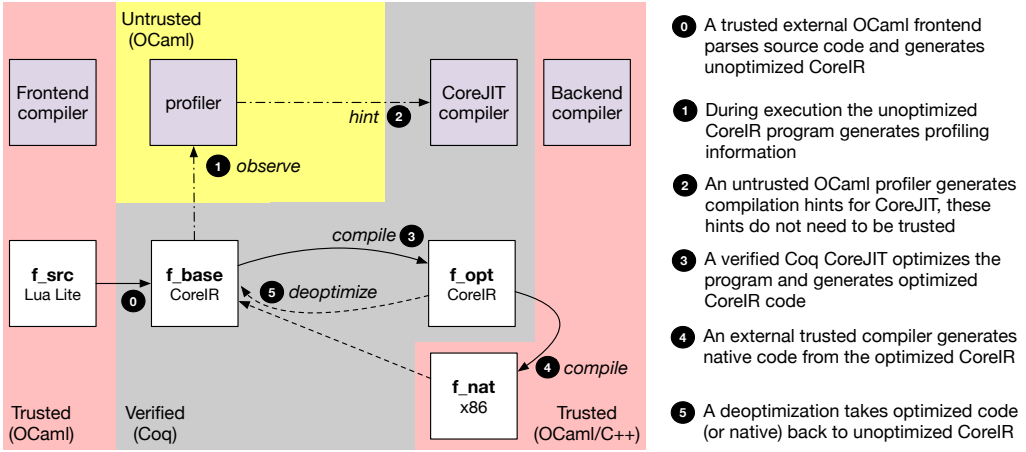 Untrusted
(OCaml)
Frontend
compiler
profiler
hint 2
CoreJIT
compiler
Backend
compiler
1 observe
f_src
Lua Lite
0
f_base
CoreIR
compile 3
5 deoptimize
f_opt
CoreIR
4 compile
f_nat
x86
Trusted
(OCaml)
Verified
(Coq)
Trusted
(OCaml/C++)
0 A trusted external OCaml frontend
parses source code and generates
unoptimized CoreIR
1 During execution the unoptimized
CoreIR program generates profiling
information
2 An untrusted OCaml profiler generates
compilation hints for CoreJIT, these
hints do not need to be trusted
3 A verified Coq CoreJIT optimizes the
program and generates optimized
CoreIR code
4 An external trusted compiler generates
native code from the optimized CoreIR
5 A deoptimization takes optimized code
(or native) back to unoptimized CoreIR